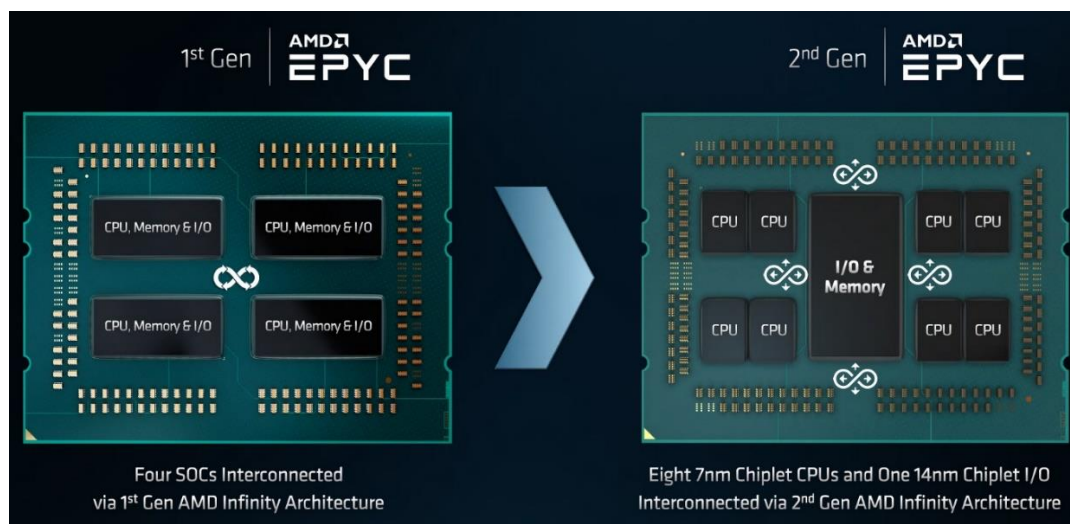 1st Gen
AMD
EPYC
CPU, Memory & I/O
CPU, Memory & I/O
CPU, Memory & I/O
CPU, Memory & I/O
Four SOCs Interconnected
via 1st Gen AMD Infinity Architecture
2nd Gen
AMD
EPYC
CPU
CPU
CPU
CPU
I/O &
Memory
CPU
CPU
CPU
CPU
Eight 7nm Chiplet CPUs and One 14nm Chiplet I/O
Interconnected via 2nd Gen AMD Infinity Architecture